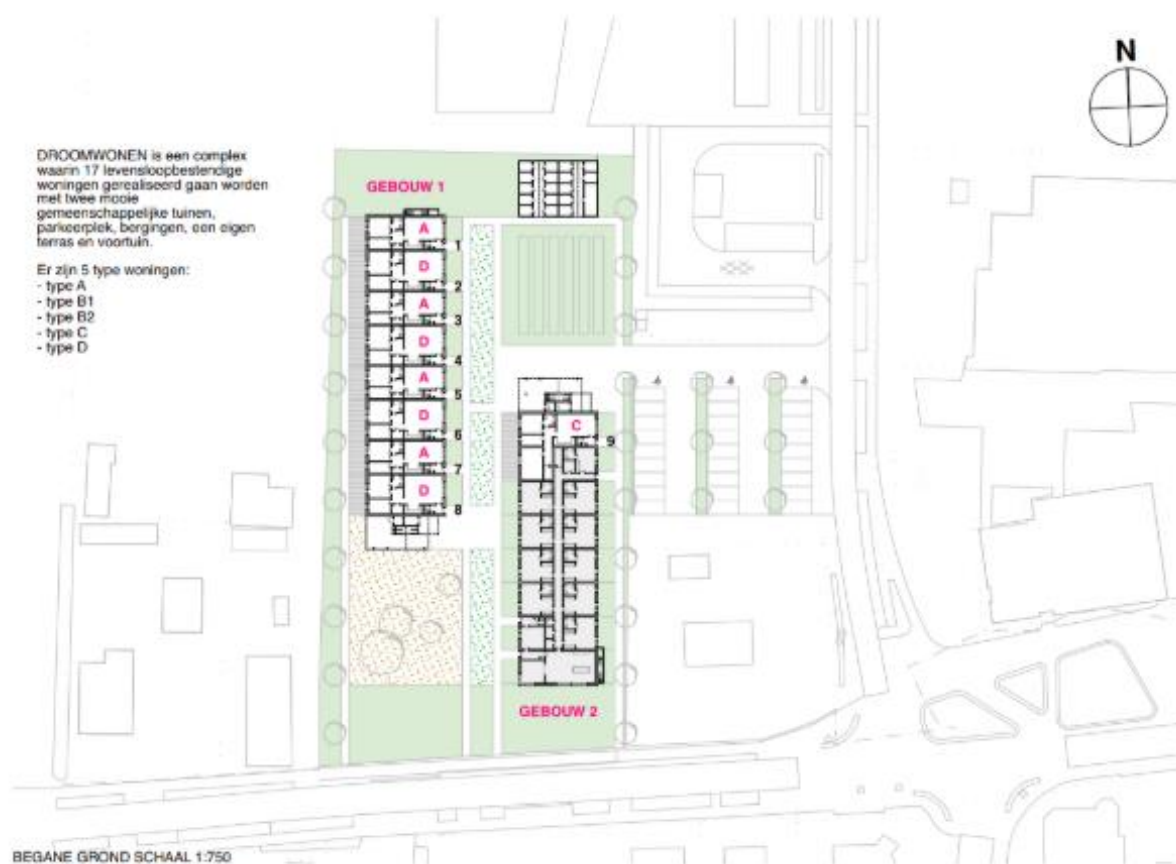 N
DROOMWONEN is een complex
waarin 17 levensloopbestendige
woningen gerealiseerd gaan worden
met twee mooie
gemeenschappelijke tuinen,
parkeerplek, bergingen, een eigen
terras en voortuin.
Er zijn 5 type woningen:
- type A
- type B1
- type B2
- type C
- type D
GEBOUW 1
A
1
D
2
A
3
D
4
A
5
D
6
A
7
D
8
C
9
GEBOUW 2
BEGANE GROND SCHAAL 1:750